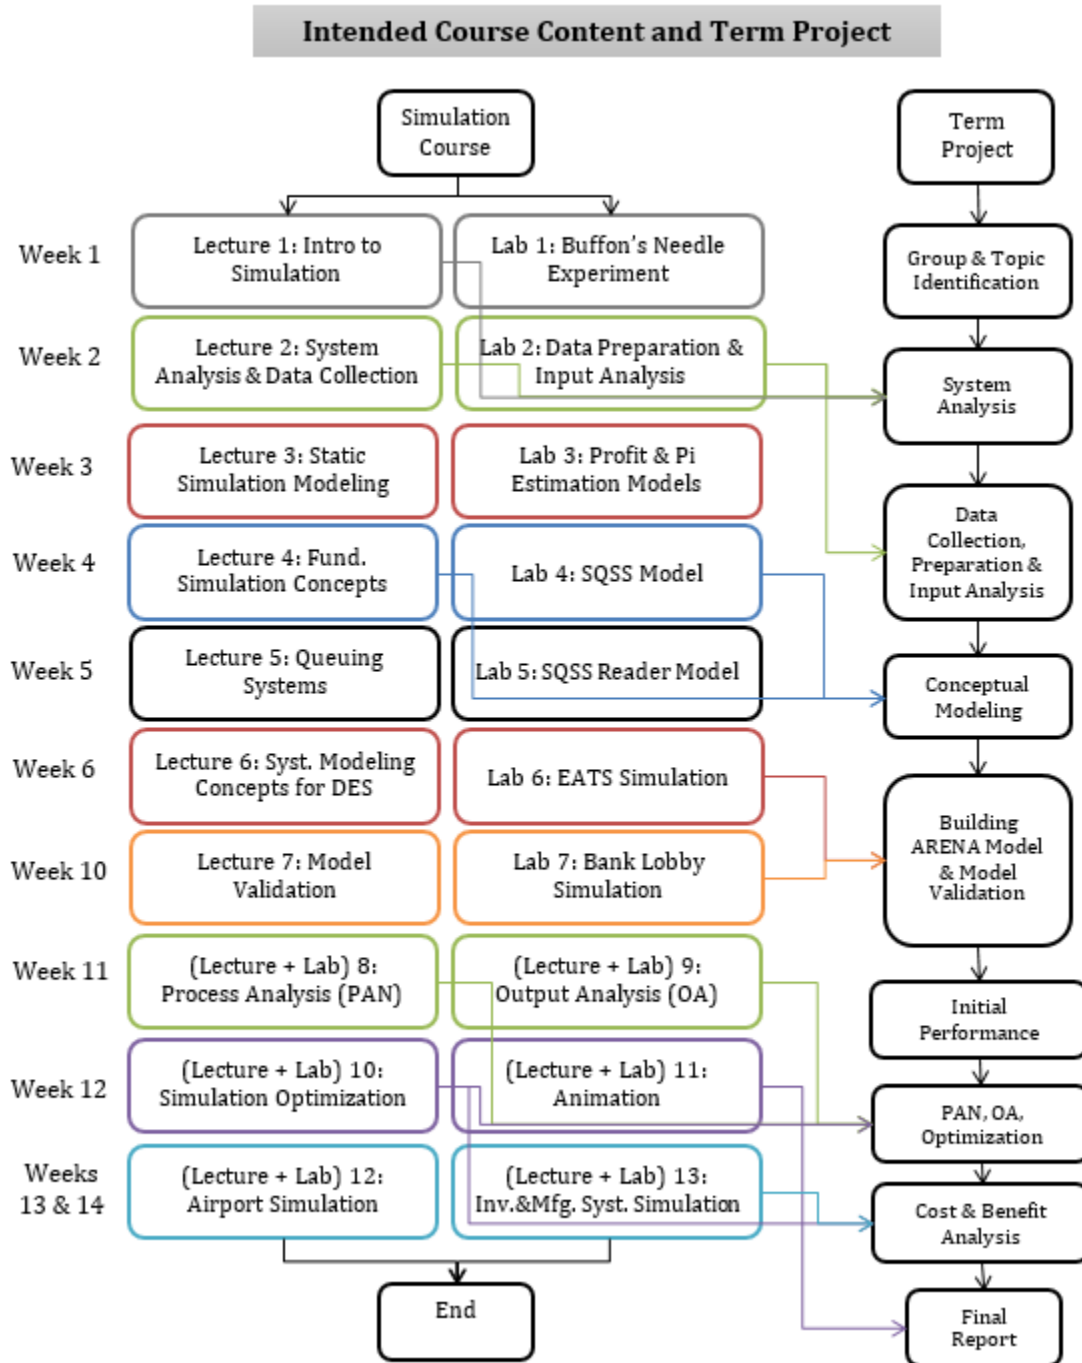 Intended Course Content and Term Project
Simulation
Course
Term
Project
Week 1
Lecture 1: Intro to
Simulation
Lab 1: Buffon's Needle
Experiment
Group & Topic
Identification
Week 2
Lecture 2: System
Analysis & Data Collection
Lab 2: Data Preparation &
Input Analysis
System
Analysis
Week 3
Lecture 3: Static
Simulation Modeling
Lab 3: Profit & Pi
Estimation Models
Data
Collection,
Preparation &
Input Analysis
Week 4
Lecture 4: Fund.
Simulation Concepts
Lab 4: SQSS Model
Week 5
Lecture 5: Queuing
Systems
Lab 5: SQSS Reader Model
Conceptual
Modeling
Week 6
Lecture 6: Syst. Modeling
Concepts for DES
Lab 6: EATS Simulation
Building
ARENA Model
& Model
Validation
Week 10
Lecture 7: Model
Validation
Lab 7: Bank Lobby
Simulation
Week 11
(Lecture + Lab) 8:
Process Analysis (PAN)
(Lecture + Lab) 9:
Output Analysis (OA)
Initial
Performance
Week 12
(Lecture + Lab) 10:
Simulation Optimization
(Lecture + Lab) 11:
Animation
PAN, OA,
Optimization
Weeks
13 & 14
(Lecture + Lab) 12:
Airport Simulation
(Lecture + Lab) 13:
Inv.&Mfg. Syst. Simulation
Cost & Benefit
Analysis
End
Final
Report